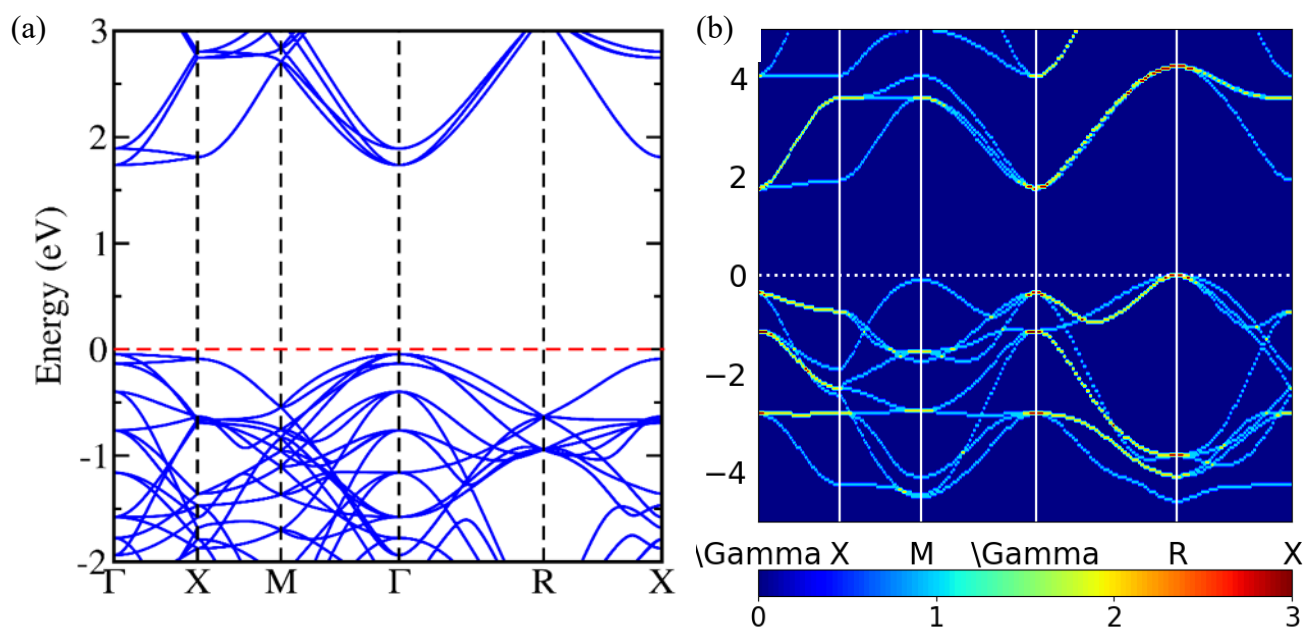 (a)
3
2
1
0
-1
-2
Energy (eV)
Γ X M Γ R X
(b)
4
2
0
−2
−4
\Gamma X M \Gamma R X
0 1 2 3